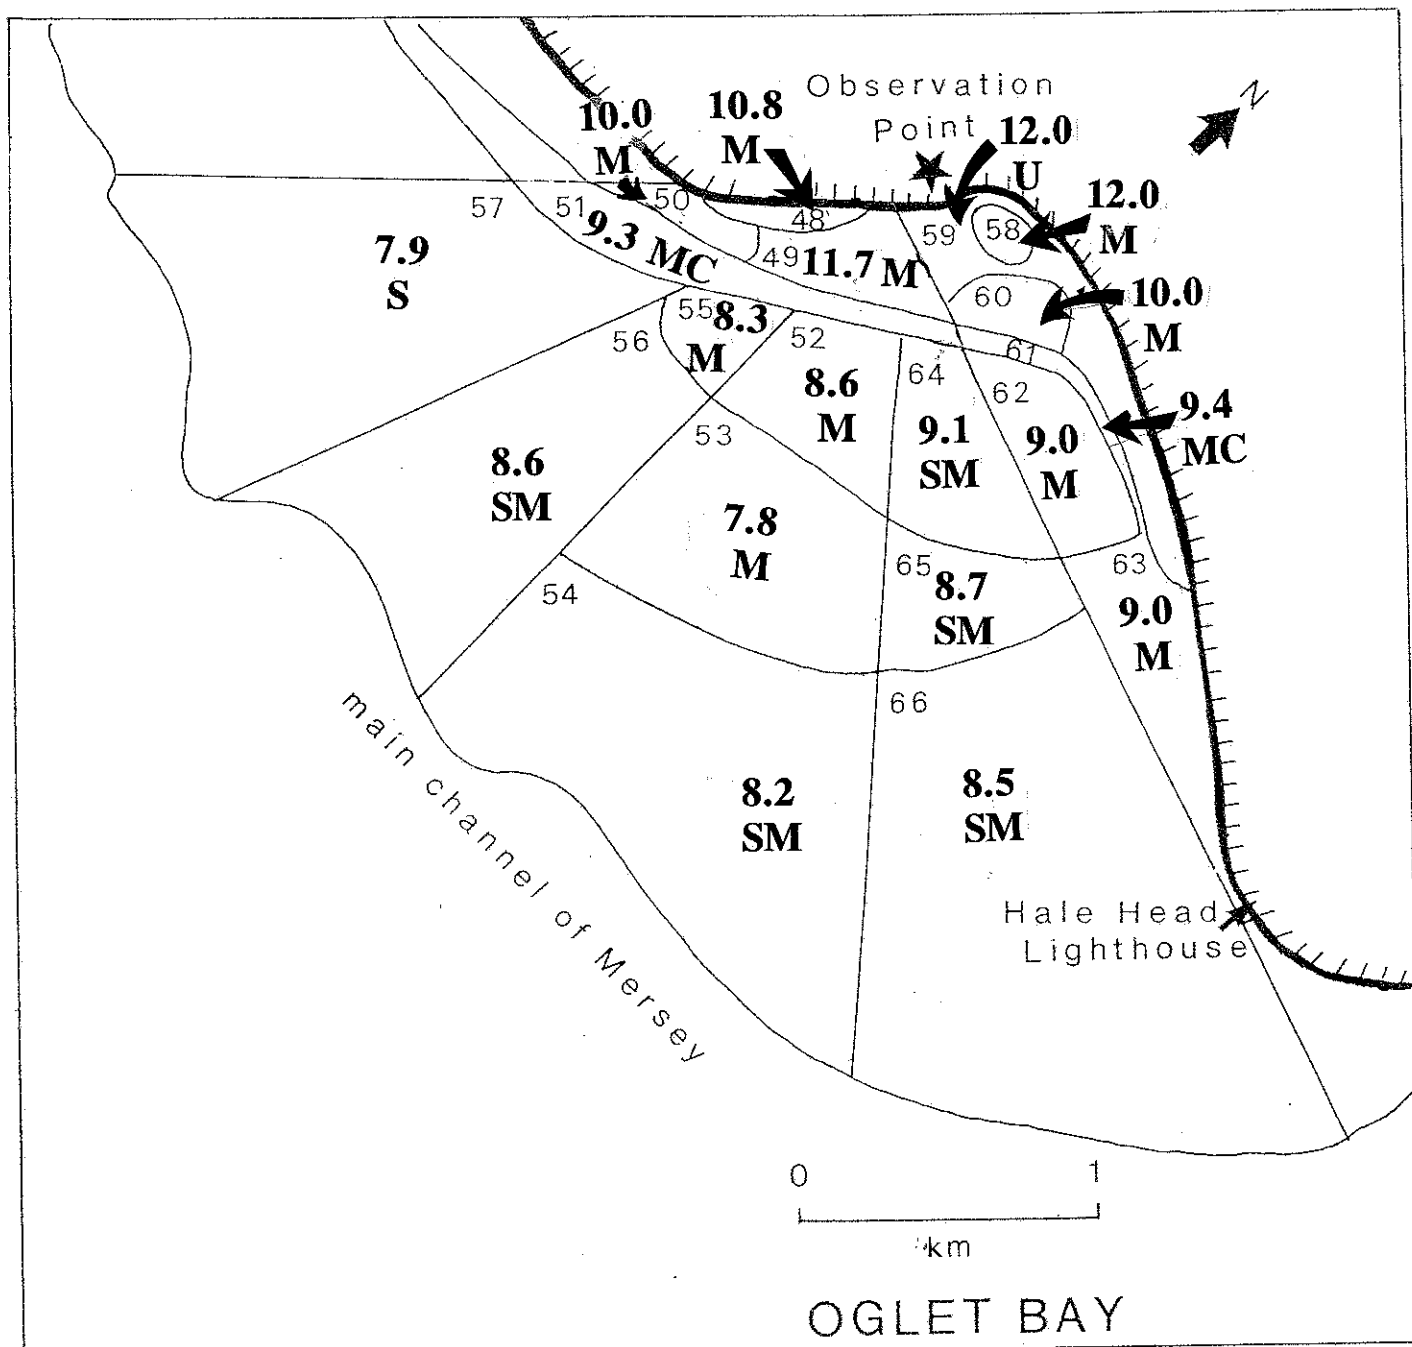 Observation
Point
N
10.0
M
10.8
M
12.0
U
12.0
M
57
51
50
48
59
58
7.9
S
9.3 MC
49
11.7 M
60
10.0
M
55
8.3
M
56
52
64
61
62
8.6
M
9.1
SM
9.0
M
9.4
MC
53
8.6
SM
7.8
M
54
65
63
8.7
SM
9.0
M
66
main channel of Mersey
8.2
SM
8.5
SM
Hale Head
Lighthouse
0 1
km
OGLET BAY